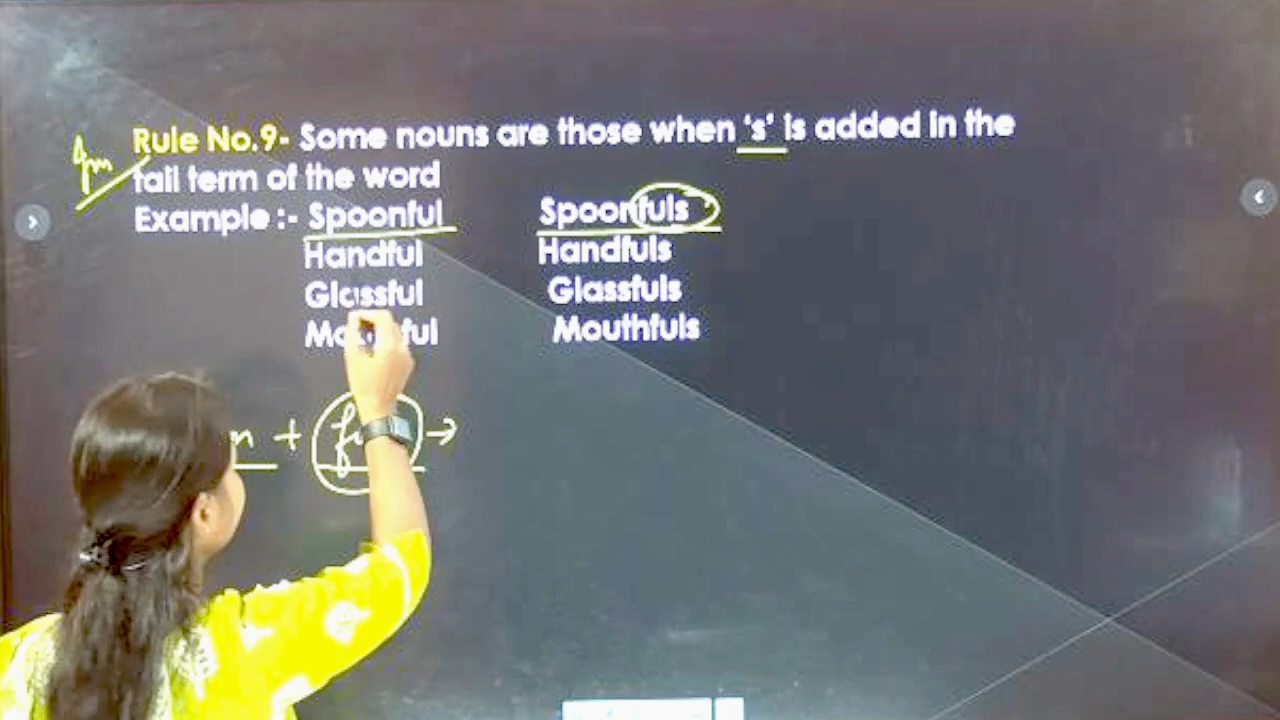 Im Rule No.9- Some nouns are those when ‘s’ is added in the
tail term of the word
Example :- Spoonful Spoonfuls
Handful Handfuls
Glassful Glassfuls
Mouthfuls
m + →